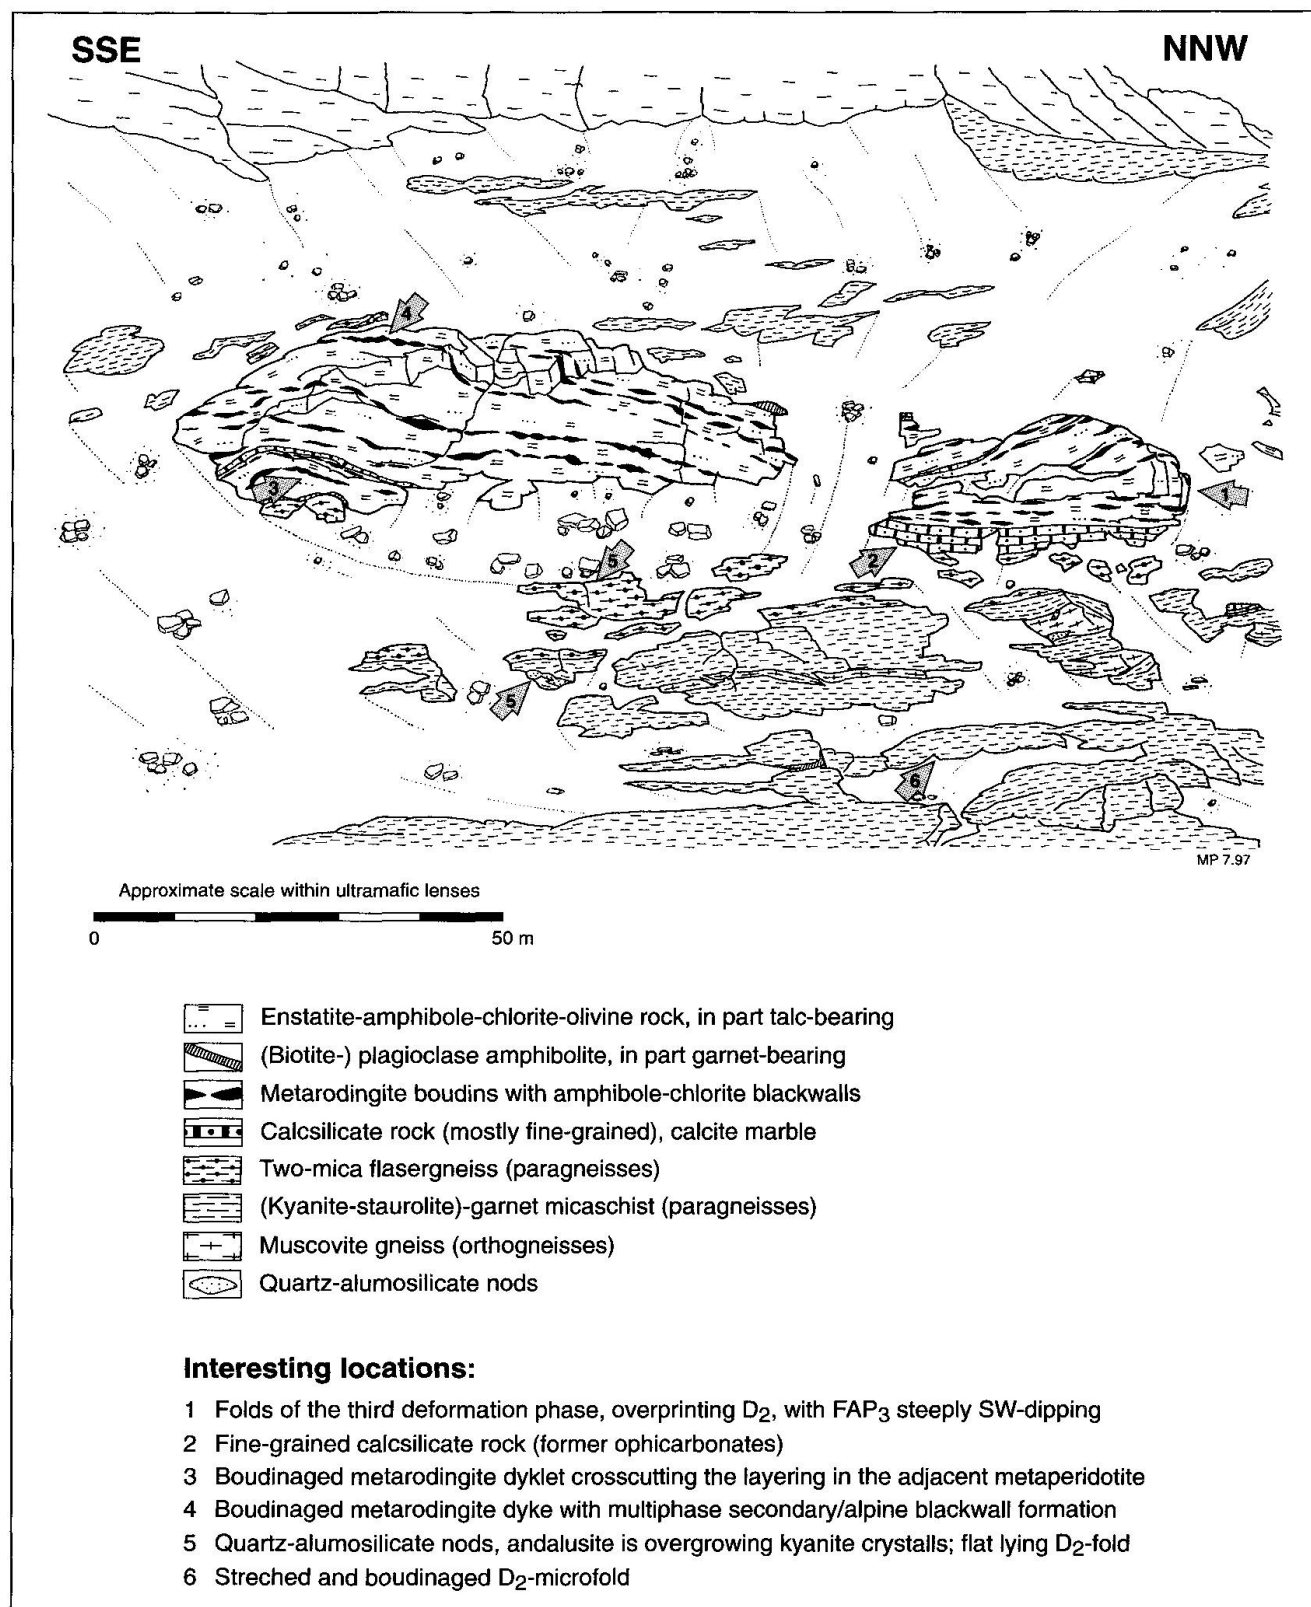 SSE
NNW
4
3
1
2
5
5
6
MP 7.97
Approximate scale within ultramafic lenses
0 50 m
Enstatite-amphibole-chlorite-olivine rock, in part talc-bearing
(Biotite-) plagioclase amphibolite, in part garnet-bearing
Metarodingite boudins with amphibole-chlorite blackwalls
Calcsilicate rock (mostly fine-grained), calcite marble
Two-mica flasergneiss (paragneisses)
(Kyanite-staurolite)-garnet micaschist (paragneisses)
Muscovite gneiss (orthogneisses)
Quartz-alumosilicate nods
Interesting locations:
1 Folds of the third deformation phase, overprinting D2, with FAP3 steeply SW-dipping
2 Fine-grained calcsilicate rock (former ophicarbonates)
3 Boudinaged metarodingite dyklet crosscutting the layering in the adjacent metaperidotite
4 Boudinaged metarodingite dyke with multiphase secondary/alpine blackwall formation
5 Quartz-alumosilicate nods, andalusite is overgrowing kyanite crystalls; flat lying D2-fold
6 Streched and boudinaged D2-microfold